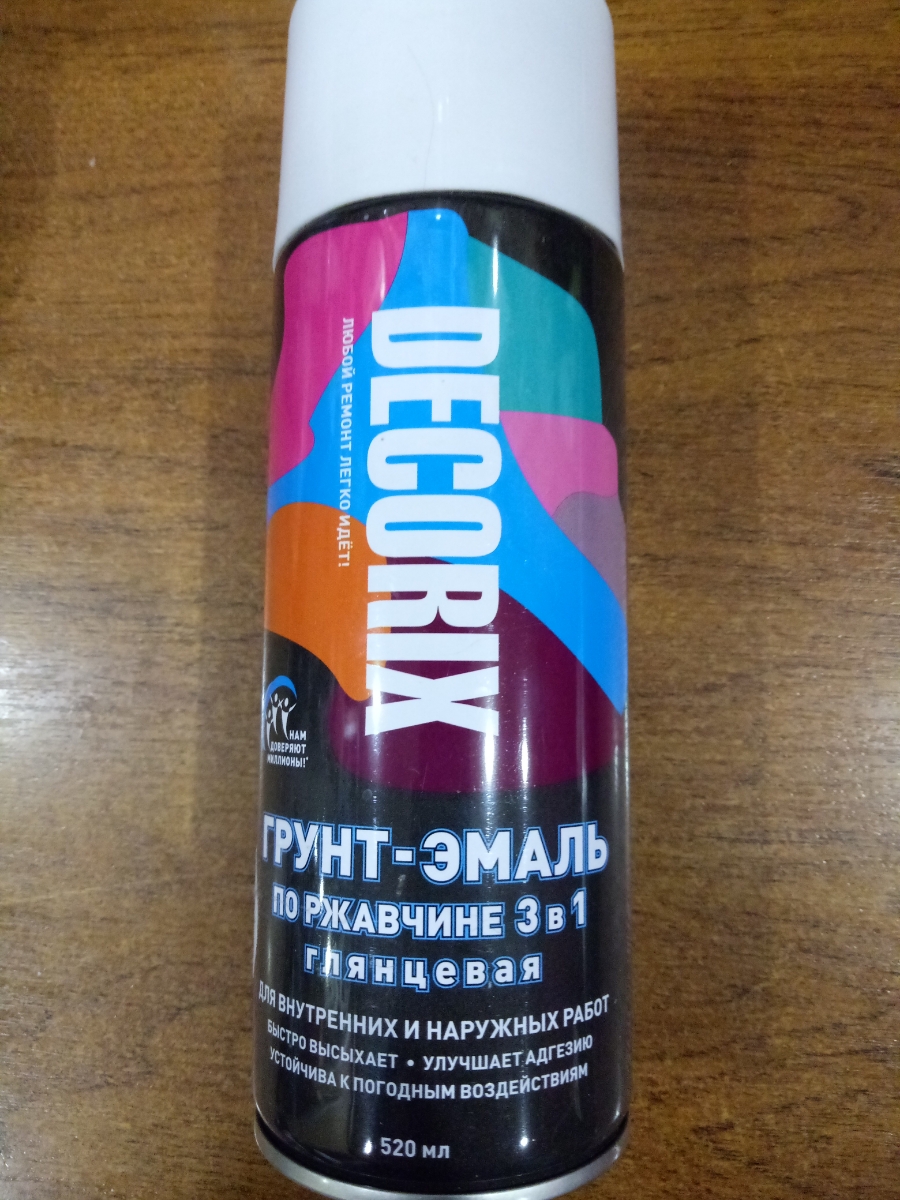 DECORIX
ЛЮБОЙ РЕМОНТ ЛЕГКО ИДЁТ!
НАМ
ДОВЕРЯЮТ
МИЛЛИОНЫ!*
ГРУНТ-ЭМАЛЬ
ПО РЖАВЧИНЕ 3 в 1
глянцевая
ДЛЯ ВНУТРЕННИХ И НАРУЖНЫХ РАБОТ
БЫСТРО ВЫСЫХАЕТ • УЛУЧШАЕТ АДГЕЗИЮ
УСТОЙЧИВА К ПОГОДНЫМ ВОЗДЕЙСТВИЯМ
520 мл